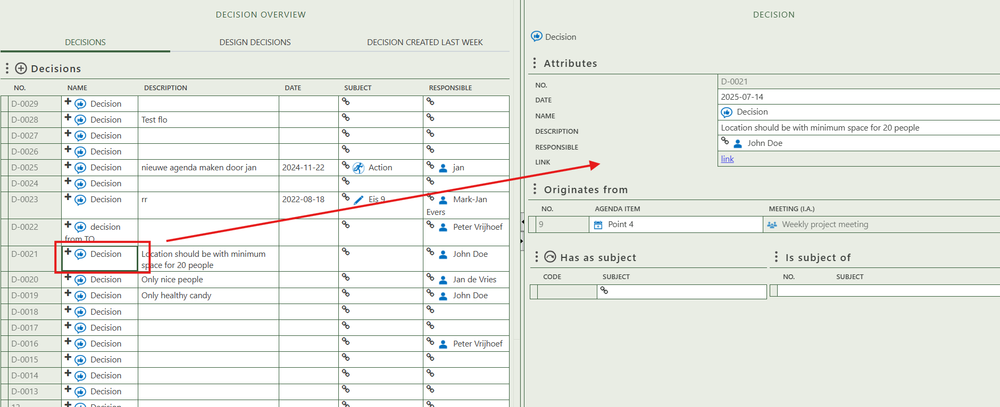 DECISION OVERVIEW
DECISIONS DESIGN DECISIONS DECISION CREATED LAST WEEK
Decisions
NO. NAME DESCRIPTION DATE SUBJECT RESPONSIBLE
D-0029 Decision
D-0028 Decision Test flo
D-0027 Decision
D-0026 Decision
D-0025 Decision nieuwe agenda maken door jan 2024-11-22 Action jan
D-0024 Decision
D-0023 Decision rr 2022-08-18 Eis 9 Mark-Jan
Evers
D-0022 decision Peter Vrijhoef
from TO
D-0021 Decision Location should be with minimum John Doe
space for 20 people
D-0020 Decision Only nice people Jan de Vries
D-0019 Decision Only healthy candy John Doe
D-0018 Decision
D-0017 Decision
D-0016 Decision Peter Vrijhoef
D-0015 Decision
D-0014 Decision
D-0013 Decision
12 Decision
DECISION
Decision
Attributes
NO. D-0021
DATE 2025-07-14
NAME Decision
DESCRIPTION Location should be with minimum space for 20 people
RESPONSIBLE John Doe
LINK link
Originates from
NO. AGENDA ITEM MEETING (I.A.)
9 Point 4 Weekly project meeting
Has as subject
CODE SUBJECT
Is subject of
NO. SUBJECT